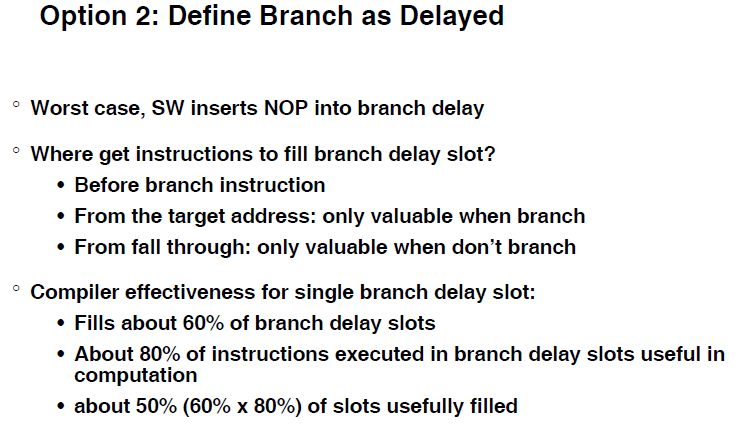 Option 2: Define Branch as Delayed
° Worst case, SW inserts NOP into branch delay
° Where get instructions to fill branch delay slot?
• Before branch instruction
• From the target address: only valuable when branch
• From fall through: only valuable when don't branch
° Compiler effectiveness for single branch delay slot:
• Fills about 60% of branch delay slots
• About 80% of instructions executed in branch delay slots useful in
computation
• about 50% (60% x 80%) of slots usefully filled